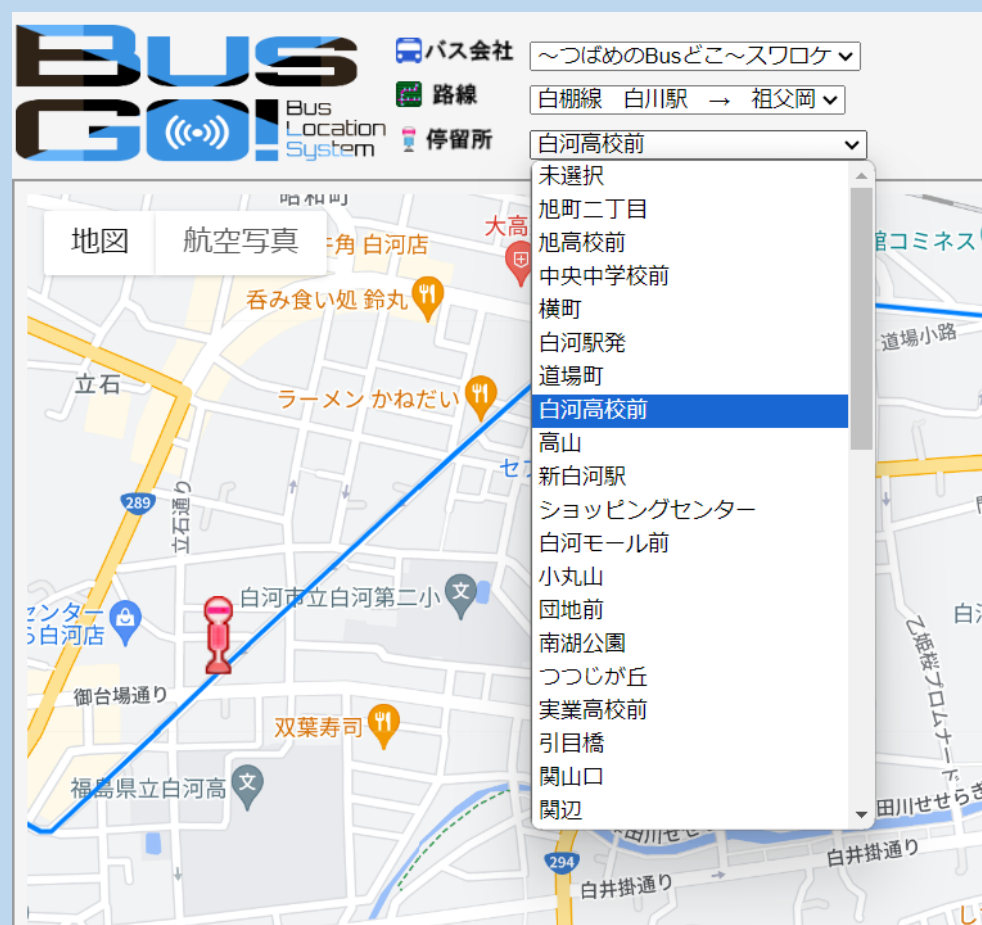 BUS
GO!
Bus
Location
System
バス会社
～つばめのBusどこ～スワロケ
路線
白棚線　白川駅　→　祖父岡
停留所
白河高校前
未選択
旭町二丁目
旭高校前
中央中学校前
横町
白河駅発
道場町
白河高校前
高山
新白河駅
ショッピングセンター
白河モール前
小丸山
団地前
南湖公園
つつじが丘
実業高校前
引目橋
関山口
関辺
昭和町
地図
航空写真
牛角 白河店
大高
館コミネス
呑み食い処 鈴丸
道場小路
立石
ラーメン かねだい
セブ
289
立石通り
白河市立白河第二小
文
センター
ら白河店
白河
乙姫桜プロムナード
御台場通り
双葉寿司
福島県立白河高
文
田川せせらぎ
294
白井掛通り
白井掛通り